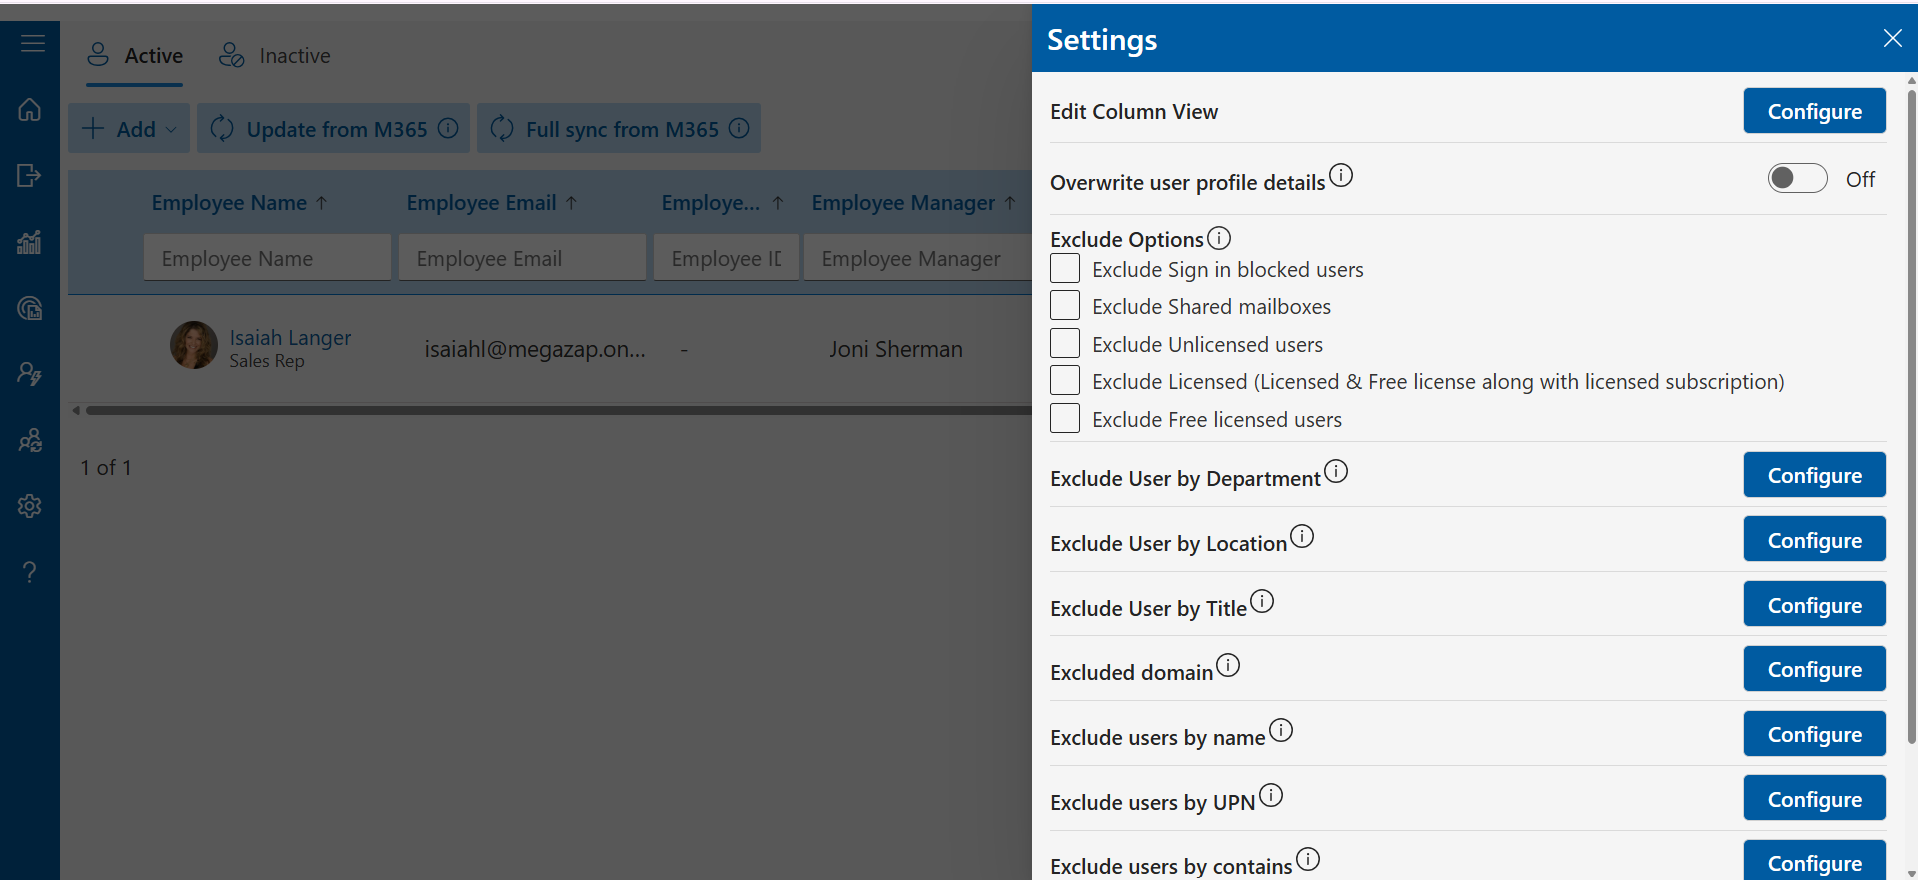 Active Inactive
Add Update from M365 Full sync from M365
Employee Name ↑ Employee Email ↑ Employe... ↑ Employee Manager ↑
Employee Name Employee Email Employee ID Employee Manager
Isaiah Langer
Sales Rep
isaiahl@megazap.on... - Joni Sherman
1 of 1
Settings
Edit Column View Configure
Overwrite user profile details Off
Exclude Options
Exclude Sign in blocked users
Exclude Shared mailboxes
Exclude Unlicensed users
Exclude Licensed (Licensed & Free license along with licensed subscription)
Exclude Free licensed users
Exclude User by Department Configure
Exclude User by Location Configure
Exclude User by Title Configure
Excluded domain Configure
Exclude users by name Configure
Exclude users by UPN Configure
Exclude users by contains Configure